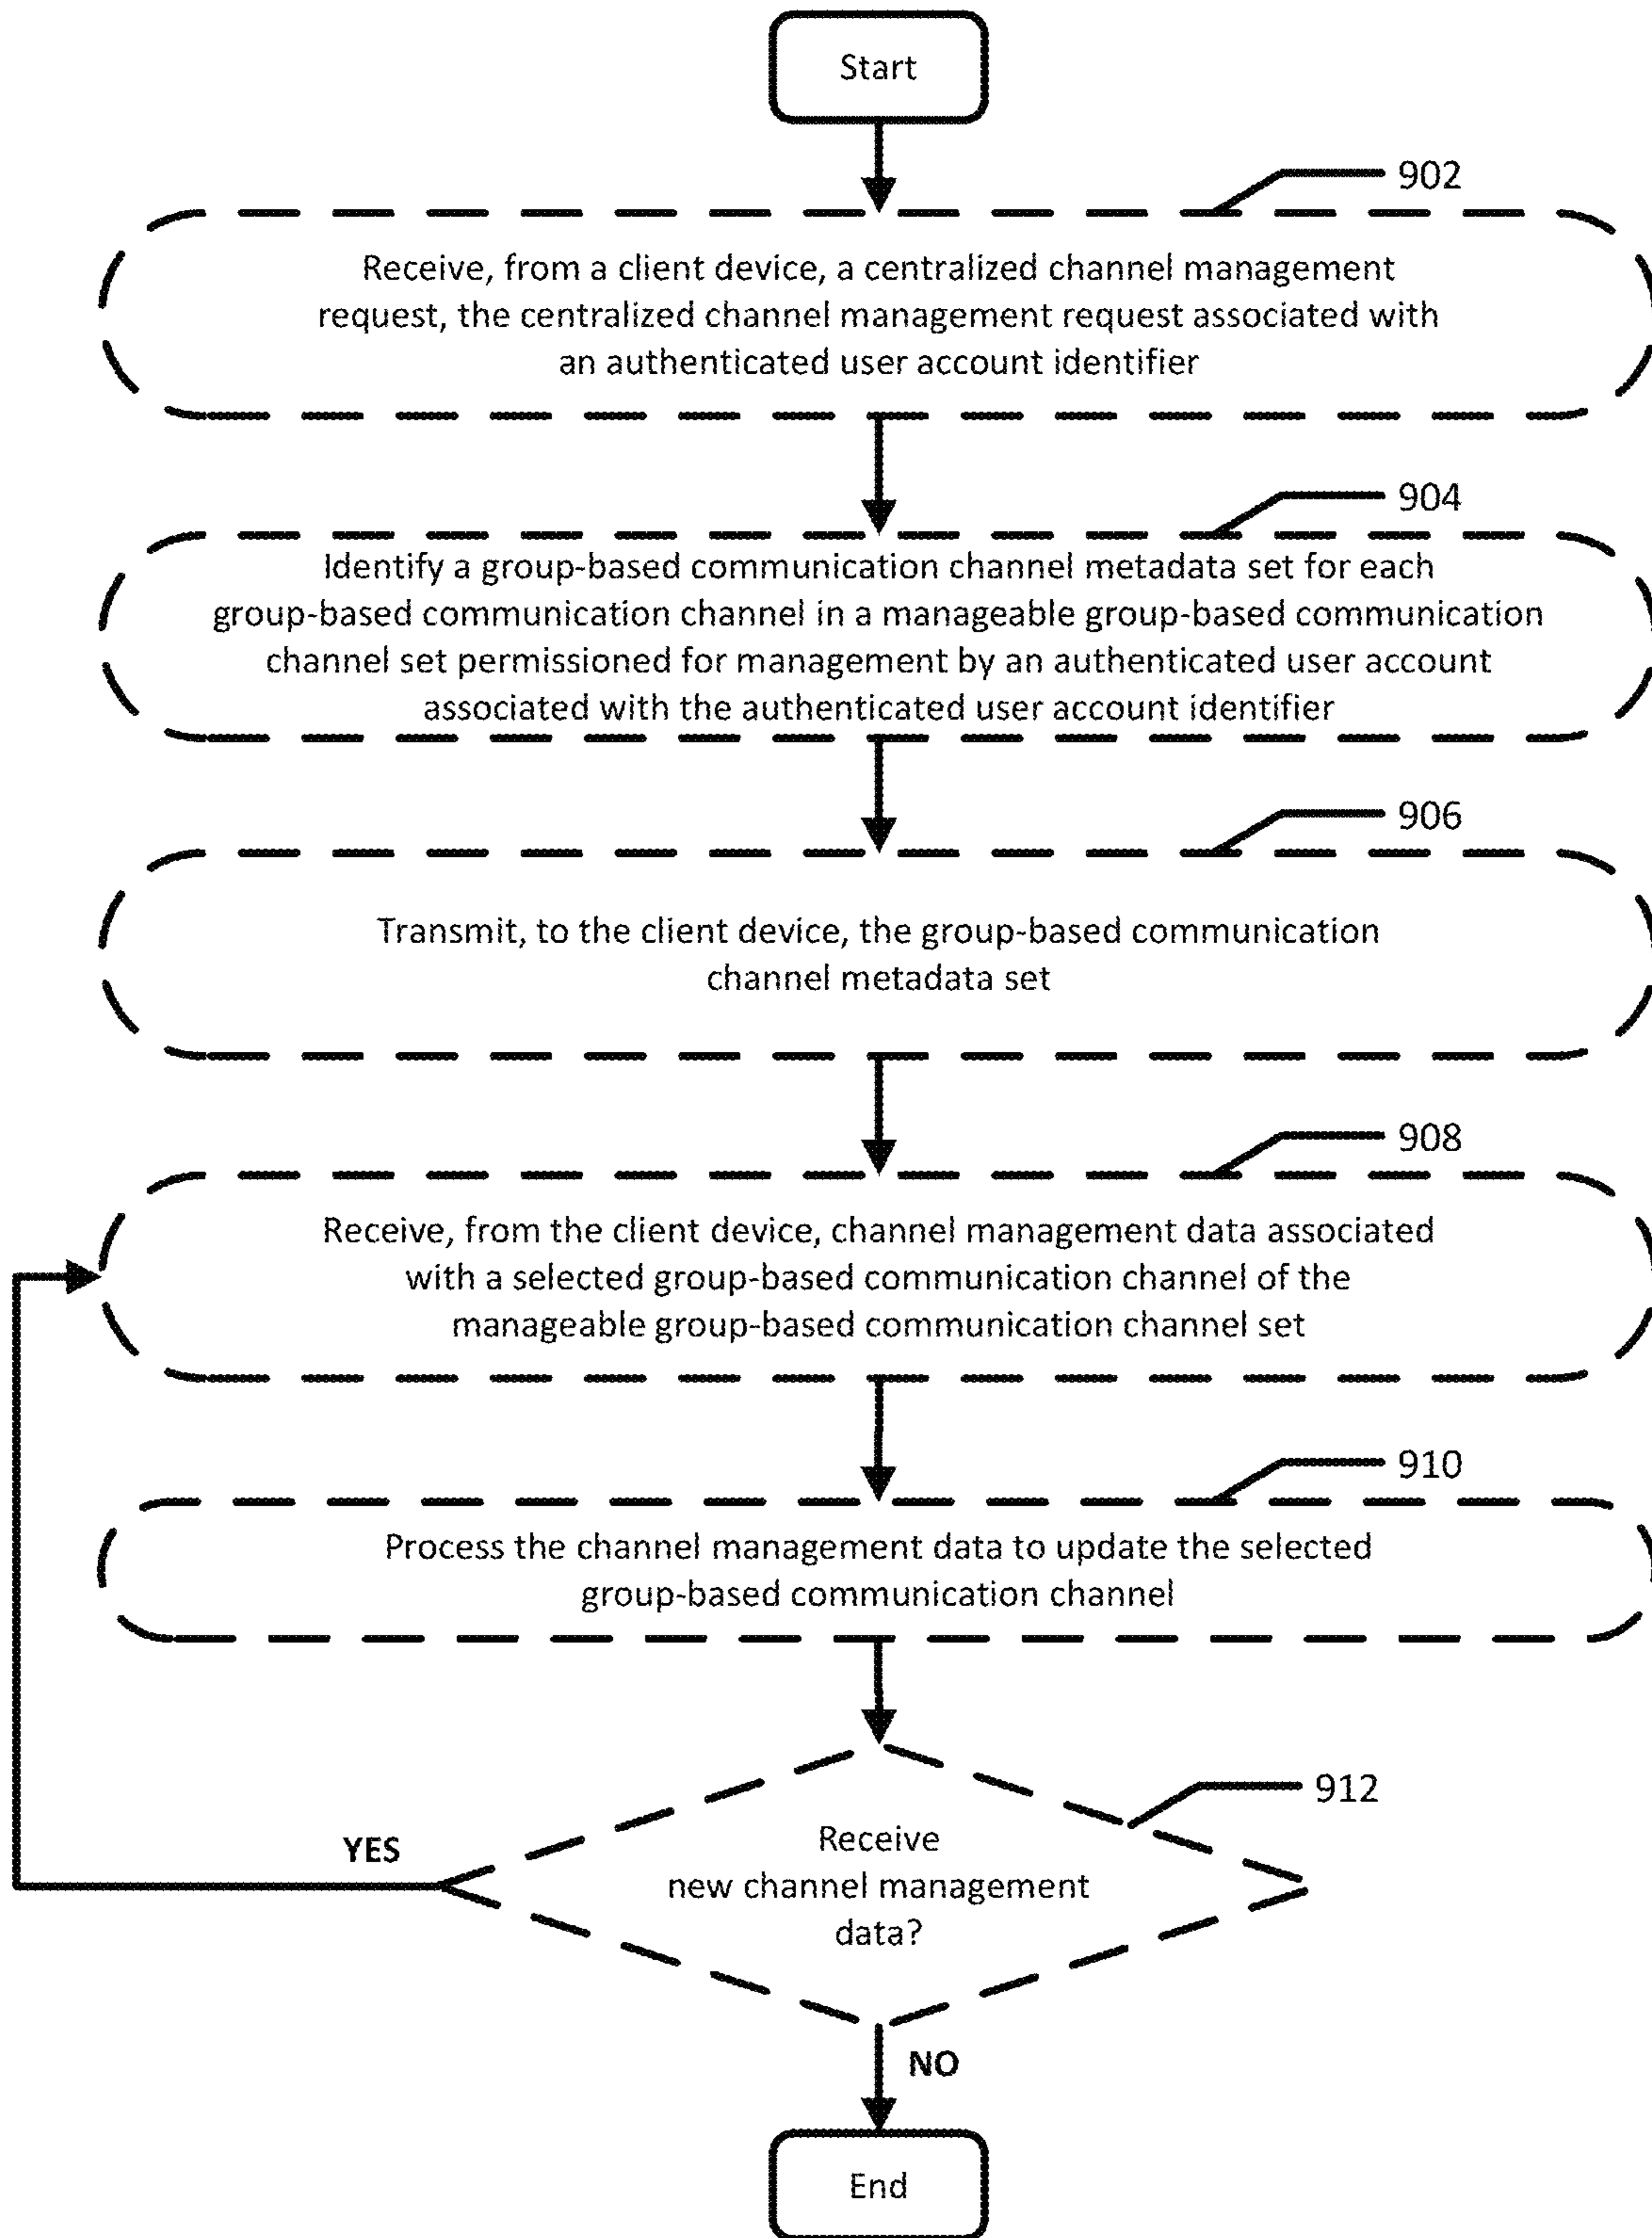 Start
902
Receive, from a client device, a centralized channel management
request, the centralized channel management request associated with
an authenticated user account identifier
904
Identify a group-based communication channel metadata set for each
group-based communication channel in a manageable group-based communication
channel set permissioned for management by an authenticated user account
associated with the authenticated user account identifier
906
Transmit, to the client device, the group-based communication
channel metadata set
908
Receive, from the client device, channel management data associated
with a selected group-based communication channel of the
manageable group-based communication channel set
910
Process the channel management data to update the selected
group-based communication channel
912
YES
Receive
new channel management
data?
NO
End